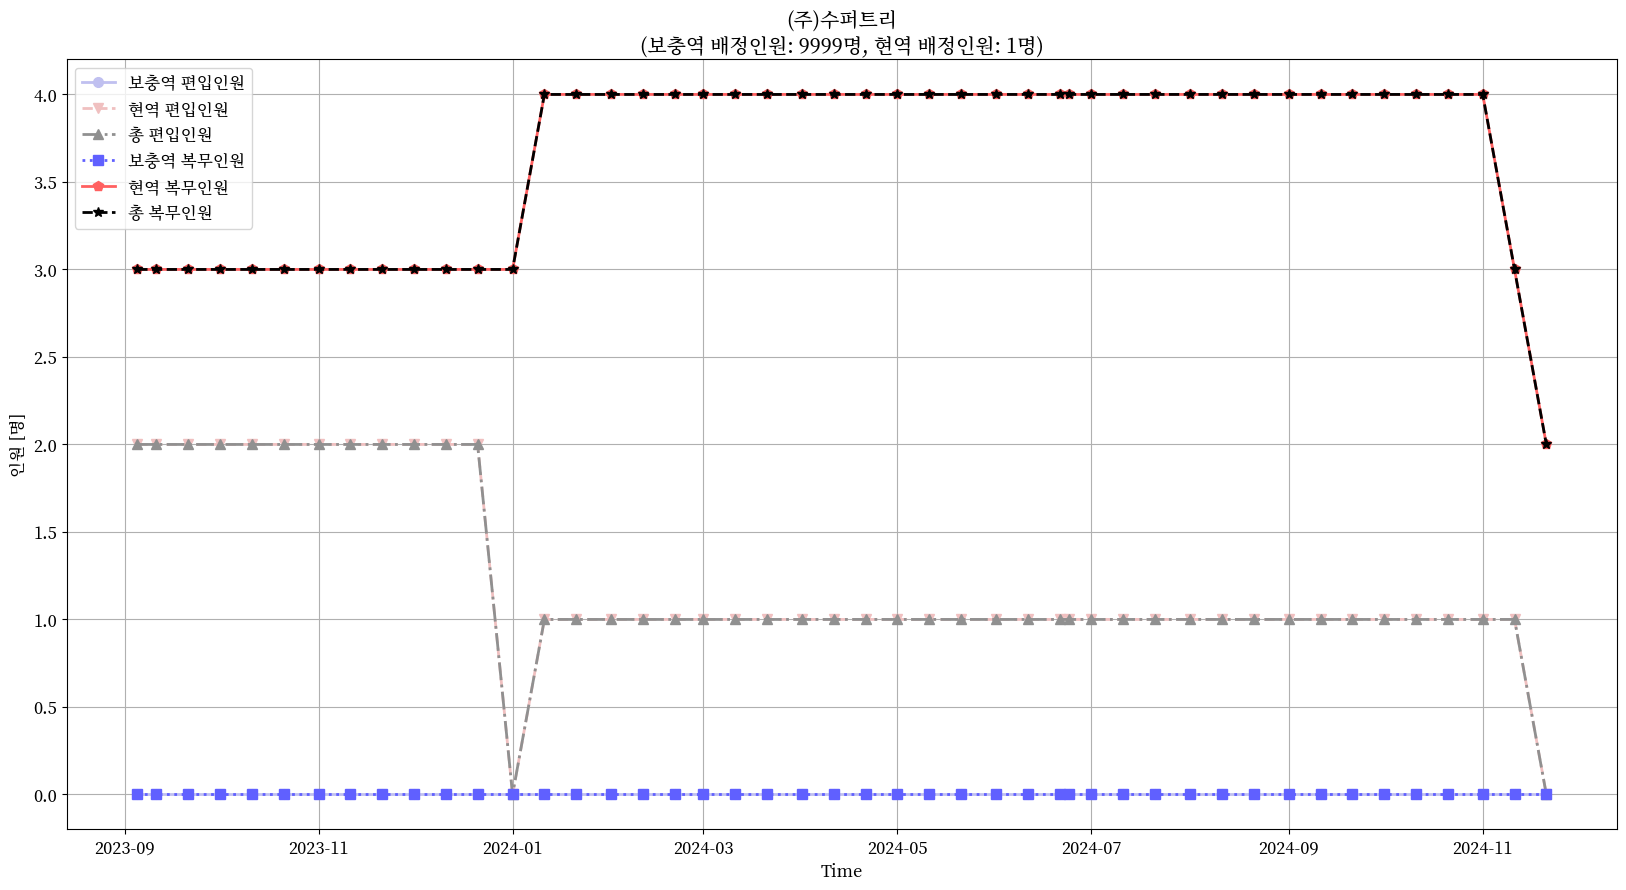 (주)수퍼트리
(보충역 배정인원: 9999명, 현역 배정인원: 1명)
보충역 편입인원
현역 편입인원
총 편입인원
보충역 복무인원
현역 복무인원
총 복무인원
4.0
3.5
3.0
2.5
2.0
1.5
1.0
0.5
0.0
인원 [명]
2023-09 2023-11 2024-01 2024-03 2024-05 2024-07 2024-09 2024-11
Time